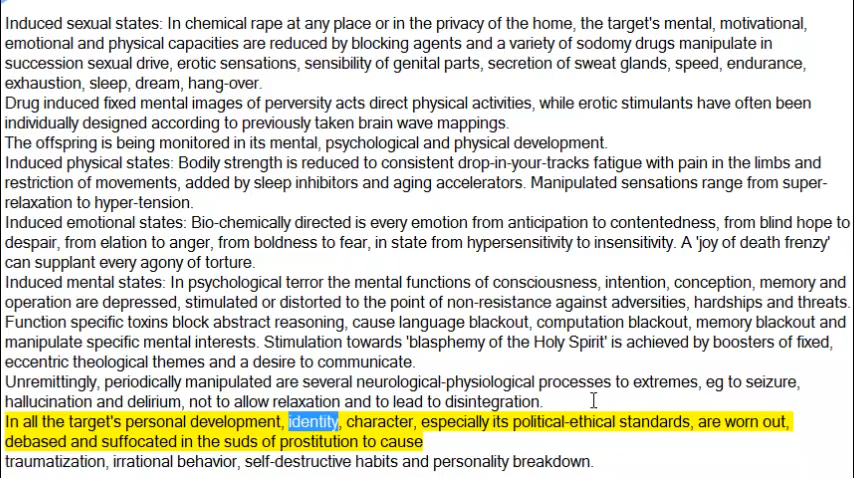 Induced sexual states: In chemical rape at any place or in the privacy of the home, the target's mental, motivational,
emotional and physical capacities are reduced by blocking agents and a variety of sodomy drugs manipulate in
succession sexual drive, erotic sensations, sensibility of genital parts, secretion of sweat glands, speed, endurance,
exhaustion, sleep, dream, hang-over.
Drug induced fixed mental images of perversity acts direct physical activities, while erotic stimulants have often been
individually designed according to previously taken brain wave mappings.
The offspring is being monitored in its mental, psychological and physical development.
Induced physical states: Bodily strength is reduced to consistent drop-in-your-tracks fatigue with pain in the limbs and
restriction of movements, added by sleep inhibitors and aging accelerators. Manipulated sensations range from super-
relaxation to hyper-tension.
Induced emotional states: Bio-chemically directed is every emotion from anticipation to contentedness, from blind hope to
despair, from elation to anger, from boldness to fear, in state from hypersensitivity to insensitivity. A 'joy of death frenzy'
can supplant every agony of torture.
Induced mental states: In psychological terror the mental functions of consciousness, intention, conception, memory and
operation are depressed, stimulated or distorted to the point of non-resistance against adversities, hardships and threats.
Function specific toxins block abstract reasoning, cause language blackout, computation blackout, memory blackout and
manipulate specific mental interests. Stimulation towards 'blasphemy of the Holy Spirit' is achieved by boosters of fixed,
eccentric theological themes and a desire to communicate.
Unremittingly, periodically manipulated are several neurological-physiological processes to extremes, eg to seizure,
hallucination and delirium, not to allow relaxation and to lead to disintegration.
In all the target's personal development, identity, character, especially its political-ethical standards, are worn out,
debased and suffocated in the suds of prostitution to cause
traumatization, irrational behavior, self-destructive habits and personality breakdown.